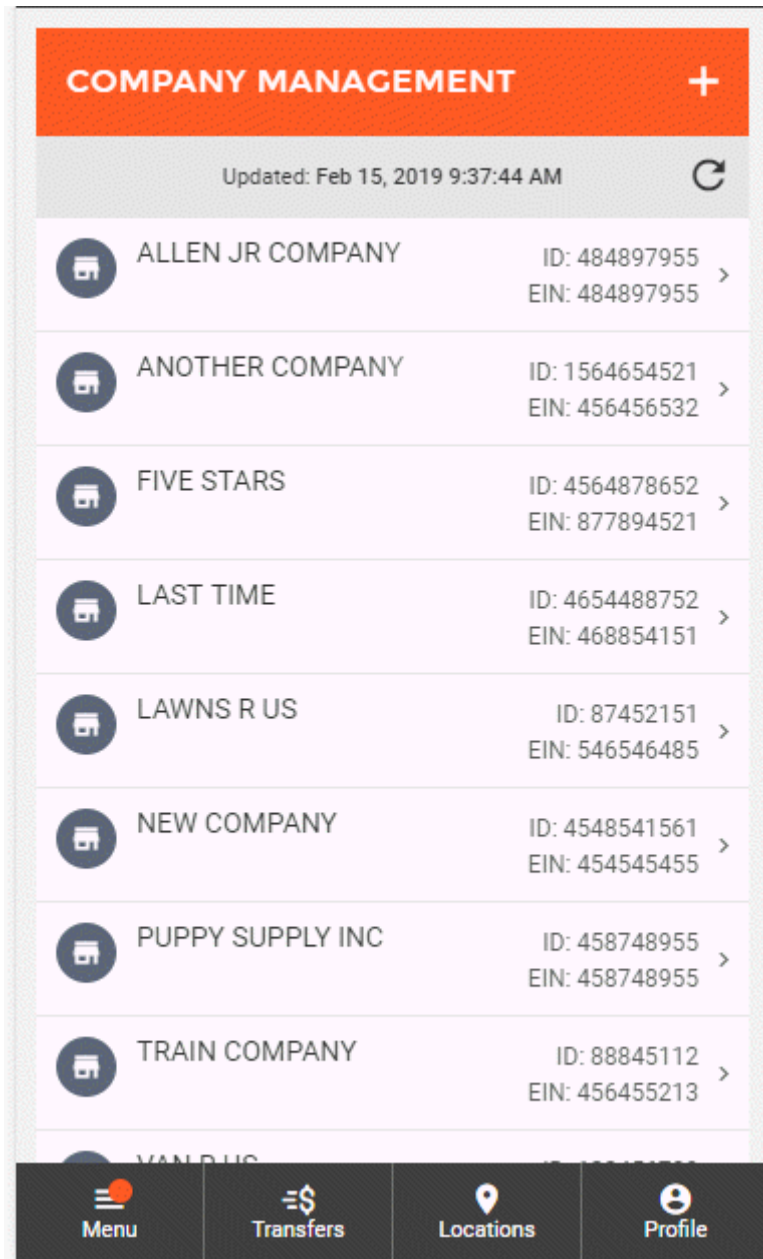 COMPANY MANAGEMENT +
Updated: Feb 15, 2019 9:37:44 AM
ALLEN JR COMPANY
ID: 484897955
EIN: 484897955
ANOTHER COMPANY
ID: 1564654521
EIN: 456456532
FIVE STARS
ID: 4564878652
EIN: 877894521
LAST TIME
ID: 4654488752
EIN: 468854151
LAWNS R US
ID: 87452151
EIN: 546546485
NEW COMPANY
ID: 4548541561
EIN: 454545455
PUPPY SUPPLY INC
ID: 458748955
EIN: 458748955
TRAIN COMPANY
ID: 88845112
EIN: 456455213
VAN R US
Menu
Transfers
Locations
Profile